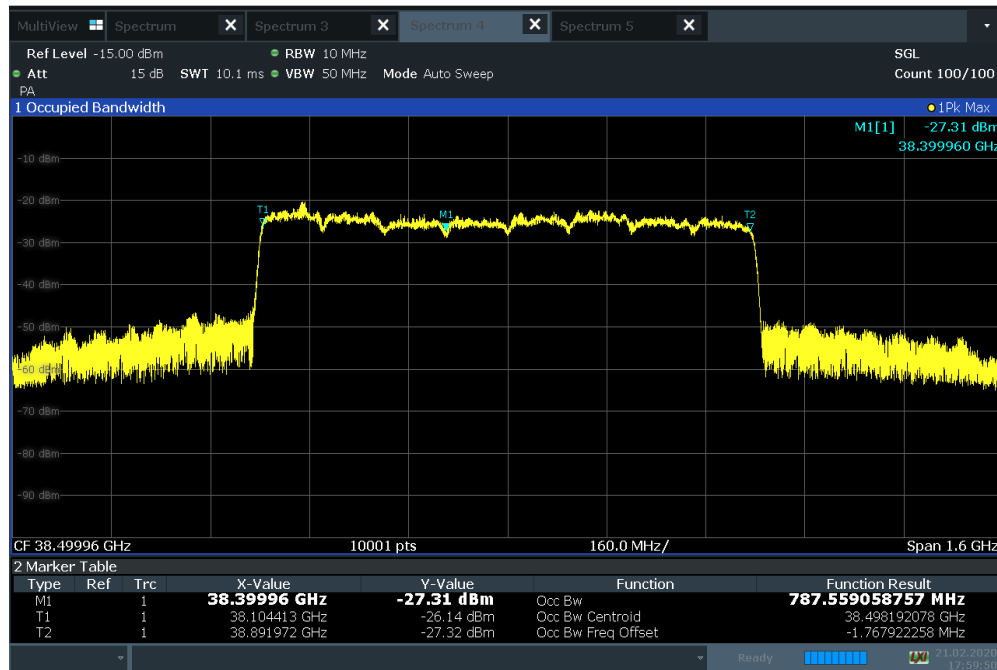 MultiView Spectrum X Spectrum 3 X Spectrum 4 X Spectrum 5 X
Ref Level -15.00 dBm RBW 10 MHz SGL
Att 15 dB SWT 10.1 ms VBW 50 MHz Mode Auto Sweep Count 100/100
PA
1 Occupied Bandwidth 1Pk Max
M1[1] -27.31 dBm
38.399960 GHz
-10 dBm
-20 dBm
T1 M1 T2
-30 dBm
-40 dBm
-50 dBm
-60 dBm
-70 dBm
-80 dBm
-90 dBm
CF 38.49996 GHz 10001 pts 160.0 MHz/ Span 1.6 GHz
2 Marker Table
Type Ref Trc X-Value Y-Value Function Function Result
M1 1 38.39996 GHz -27.31 dBm Occ Bw 787.559058757 MHz
T1 1 38.104413 GHz -26.14 dBm Occ Bw Centroid 38.498192078 GHz
T2 1 38.891972 GHz -27.32 dBm Occ Bw Freq Offset -1.767922258 MHz
Ready LXI 21.02.2020
17:59:50